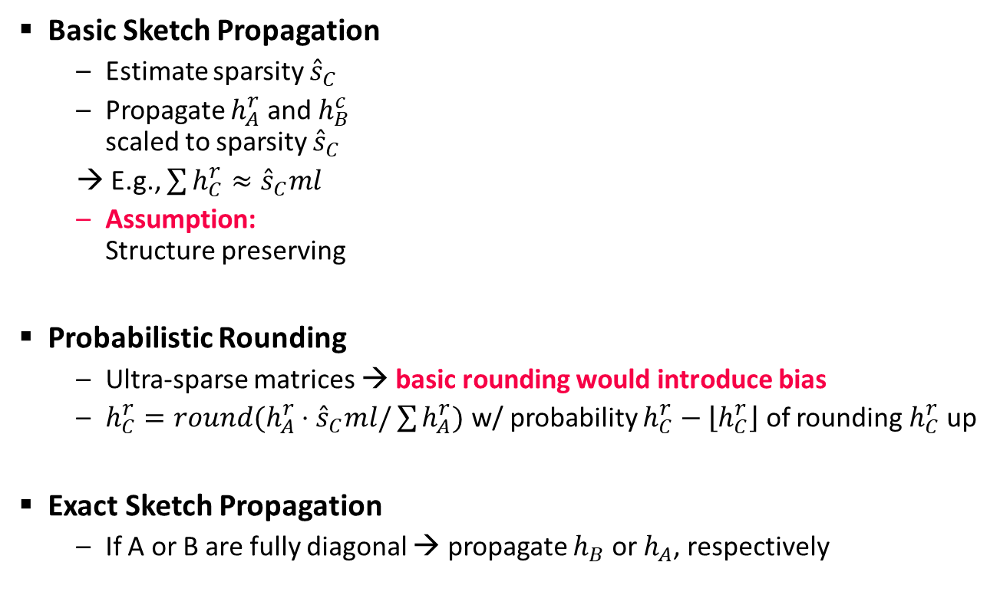 ▪ Basic Sketch Propagation
– Estimate sparsity $\hat{s}_C$
– Propagate $h_A^r$ and $h_B^c$
scaled to sparsity $\hat{s}_C$
→ E.g., $\sum h_C^r \approx \hat{s}_C ml$
– Assumption:
Structure preserving
▪ Probabilistic Rounding
– Ultra-sparse matrices → basic rounding would introduce bias
– $h_C^r = round(h_A^r \cdot \hat{s}_C ml / \sum h_A^r)$ w/ probability $h_C^r - \lfloor h_C^r \rfloor$ of rounding $h_C^r$ up
▪ Exact Sketch Propagation
– If A or B are fully diagonal → propagate $h_B$ or $h_A$, respectively